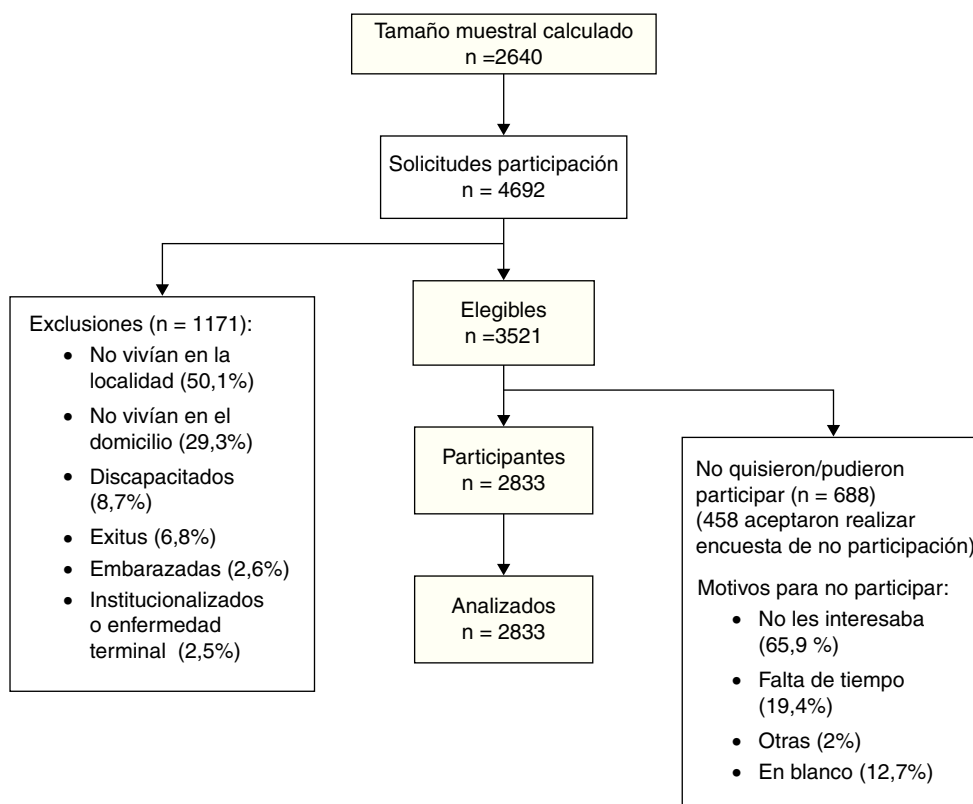 Tamaño muestral calculado
n =2640
Solicitudes participación
n = 4692
Exclusiones (n = 1171):
• No vivían en la
localidad (50,1%)
• No vivían en el
domicilio (29,3%)
• Discapacitados
(8,7%)
• Exitus (6,8%)
• Embarazadas (2,6%)
• Institucionalizados
o enfermedad
terminal (2,5%)
Elegibles
n =3521
Participantes
n = 2833
Analizados
n = 2833
No quisieron/pudieron
participar (n = 688)
(458 aceptaron realizar
encuesta de no participación)
Motivos para no participar:
• No les interesaba
(65,9 %)
• Falta de tiempo
(19,4%)
• Otras (2%)
• En blanco (12,7%)